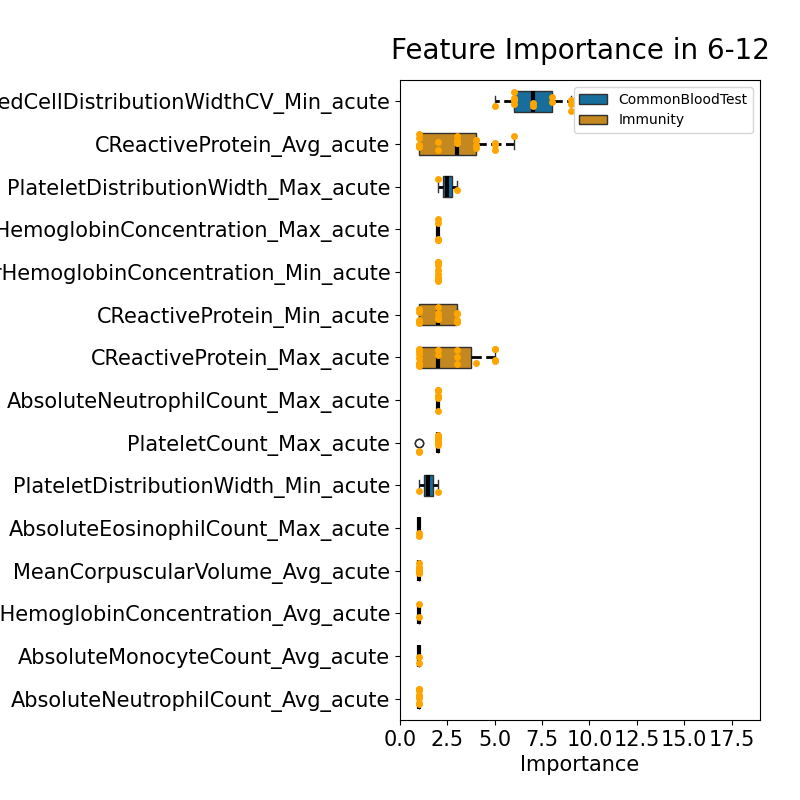 Feature Importance in 6-12
edCellDistributionWidthCV_Min_acute
CReactiveProtein_Avg_acute
PlateletDistributionWidth_Max_acute
HemoglobinConcentration_Max_acute
rHemoglobinConcentration_Min_acute
CReactiveProtein_Min_acute
CReactiveProtein_Max_acute
AbsoluteNeutrophilCount_Max_acute
PlateletCount_Max_acute
PlateletDistributionWidth_Min_acute
AbsoluteEosinophilCount_Max_acute
MeanCorpuscularVolume_Avg_acute
HemoglobinConcentration_Avg_acute
AbsoluteMonocyteCount_Avg_acute
AbsoluteNeutrophilCount_Avg_acute
CommonBloodTest
Immunity
0.0 2.5 5.0 7.5 10.0 12.5 15.0 17.5
Importance